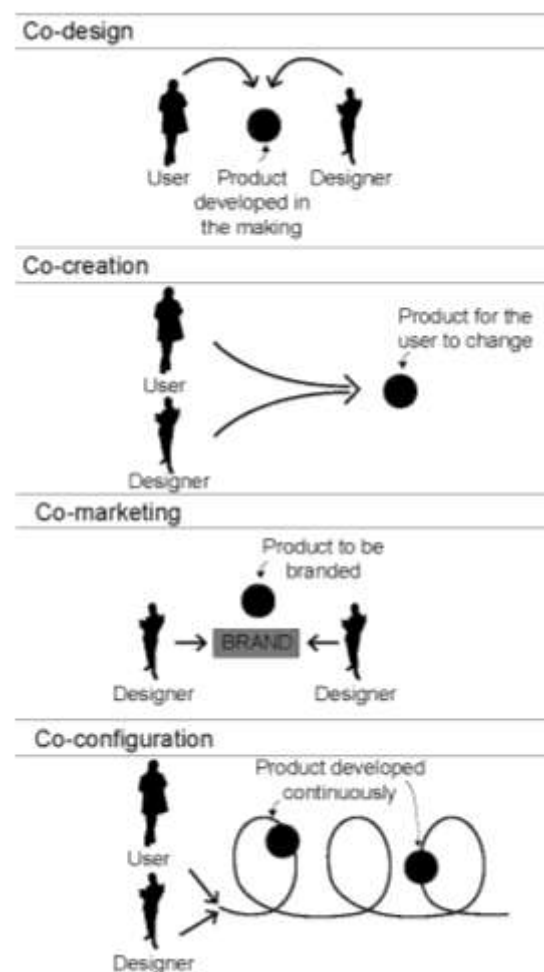 Co-design
User Product Designer
developed in
the making
Co-creation
Product for the
user to change
User
Designer
Co-marketing
Product to be
branded
BRAND
Designer Designer
Co-configuration
Product developed
continuously
User
Designer